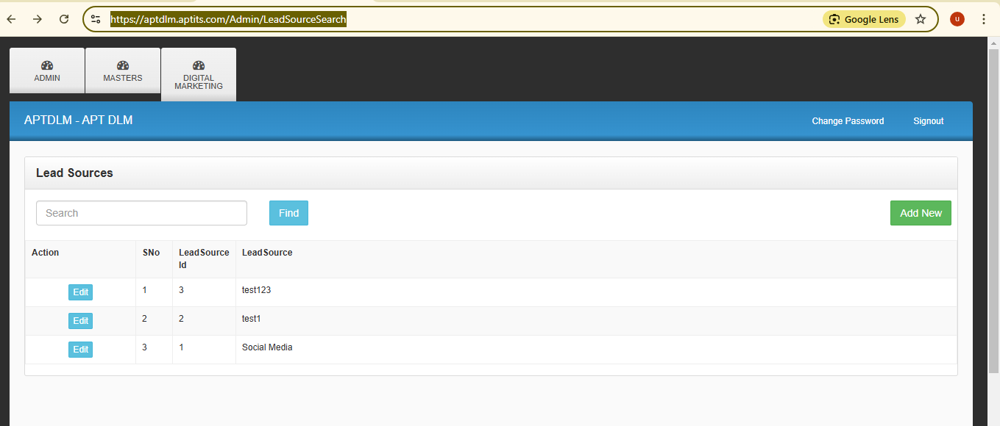 https://aptdlm.aptits.com/Admin/LeadSourceSearch
Google Lens
u
ADMIN
MASTERS
DIGITAL
MARKETING
APTDLM - APT DLM
Change Password
Signout
Lead Sources
Search
Find
Add New
Action SNo LeadSource LeadSource
Id
Edit 1 3 test123
Edit 2 2 test1
Edit 3 1 Social Media